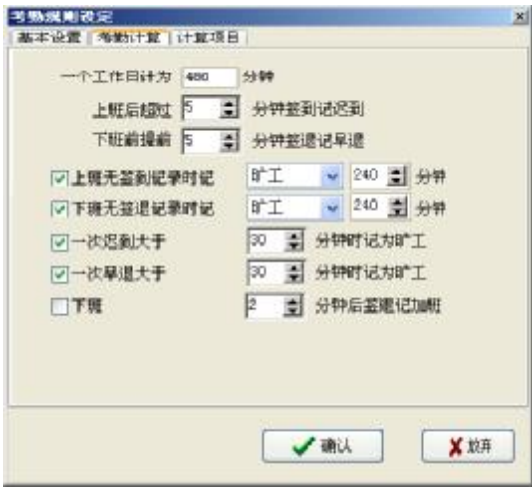 考勤规则设定
基本设置 考勤计算 计算项目
一个工作日计为 480 分钟
上班后超过 5 分钟签到记迟到
下班前提前 5 分钟签退记早退
上班无签到记录时记 旷工 240 分钟
下班无签退记录时记 旷工 240 分钟
一次迟到大于 30 分钟时记为旷工
一次早退大于 30 分钟时记为旷工
下班 2 分钟后签退记加班
确认 放弃